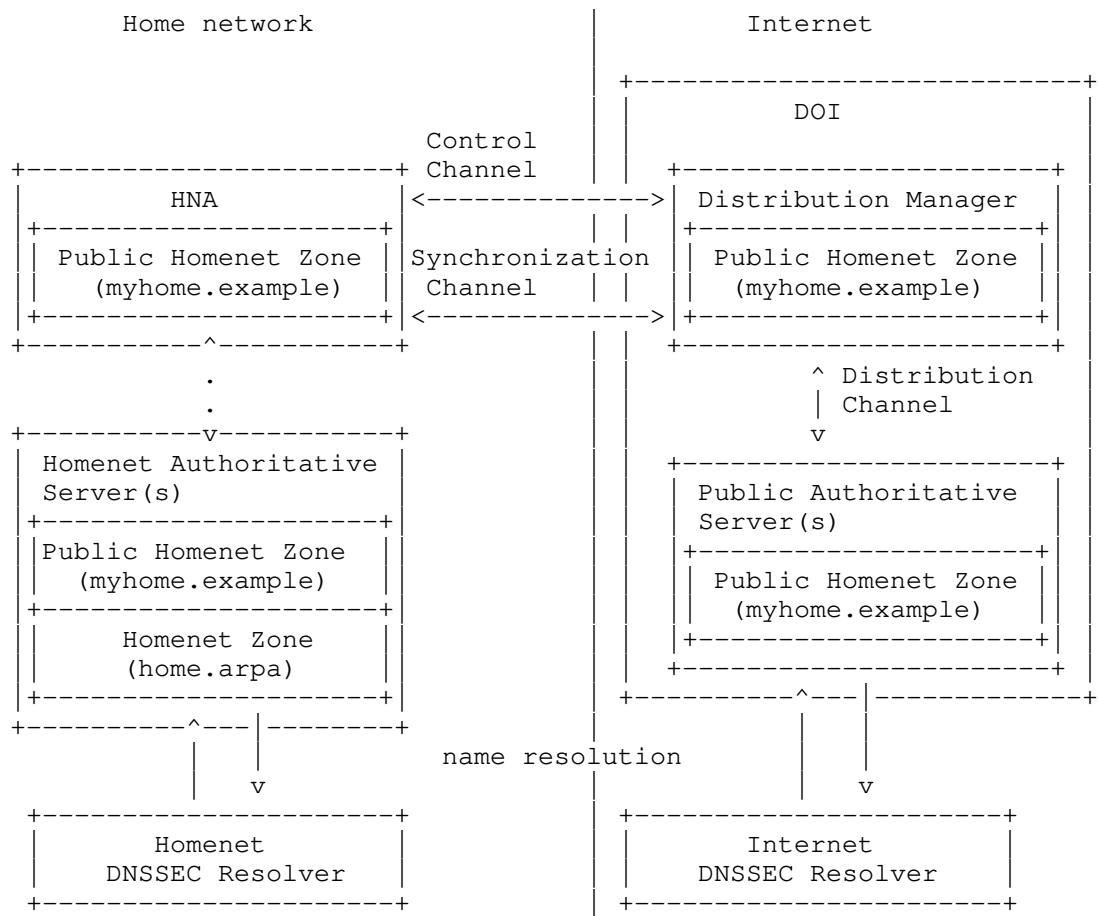 Home network
Internet
DOI
Control
Channel
HNA
Distribution Manager
Public Homenet Zone
(myhome.example)
Synchronization
Channel
Public Homenet Zone
(myhome.example)
Distribution
Channel
Homenet Authoritative
Server(s)
Public Homenet Zone
(myhome.example)
Homenet Zone
(home.arpa)
Public Authoritative
Server(s)
Public Homenet Zone
(myhome.example)
name resolution
Homenet
DNSSEC Resolver
Internet
DNSSEC Resolver